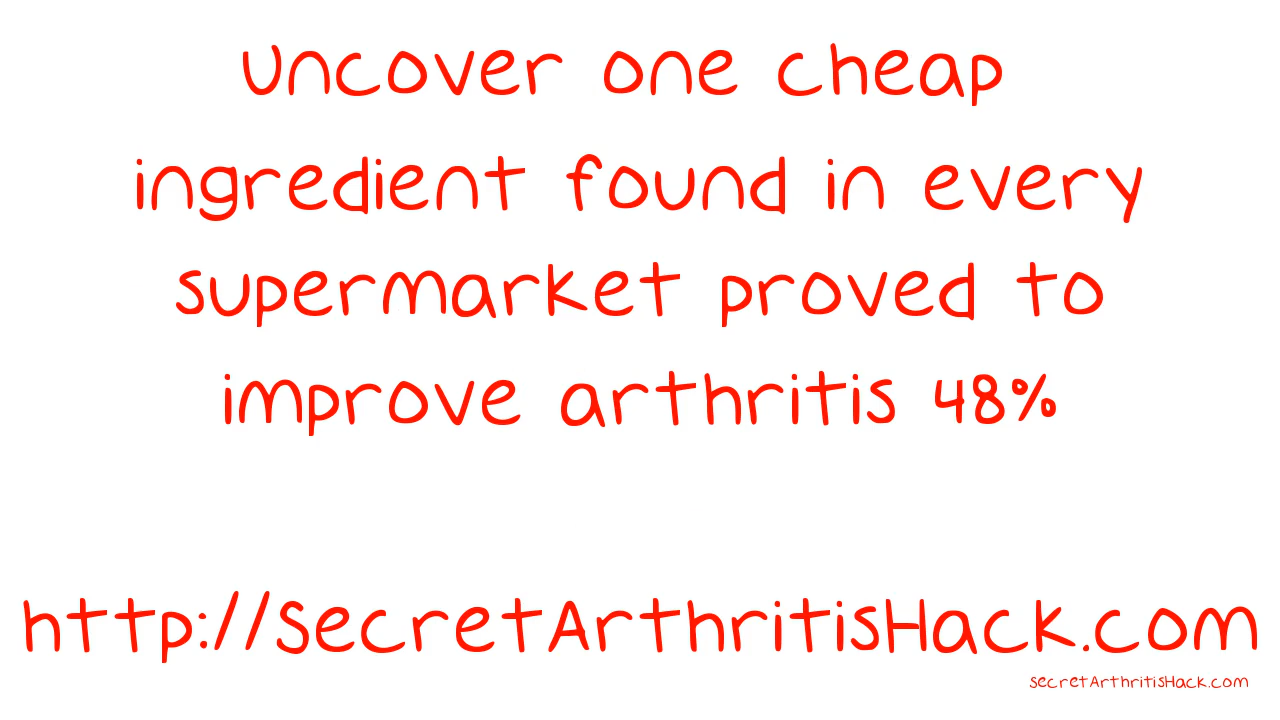 Uncover one cheap
ingredient found in every
supermarket proved to
improve arthritis 48%
http://SecretArthritisHack.com
SecretArthritisHack.com